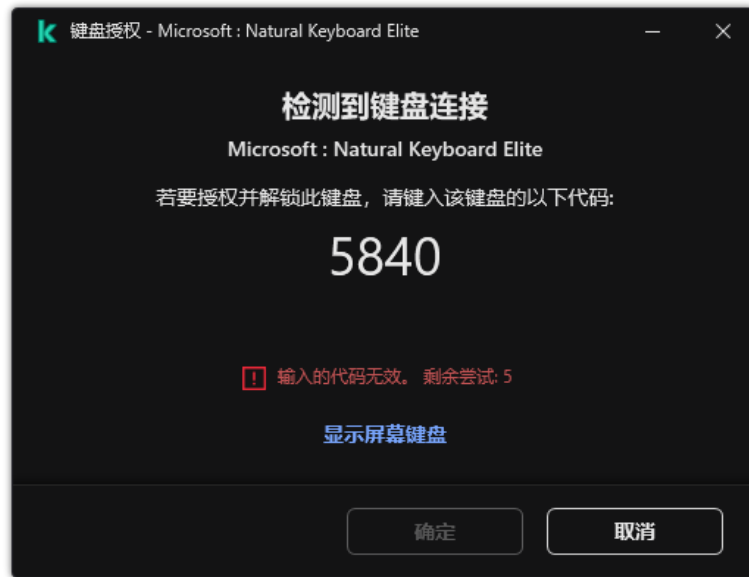 键盘授权 - Microsoft : Natural Keyboard Elite
检测到键盘连接
Microsoft : Natural Keyboard Elite
若要授权并解锁此键盘，请键入该键盘的以下代码:
5840
输入的代码无效。 剩余尝试: 5
显示屏幕键盘
确定 取消